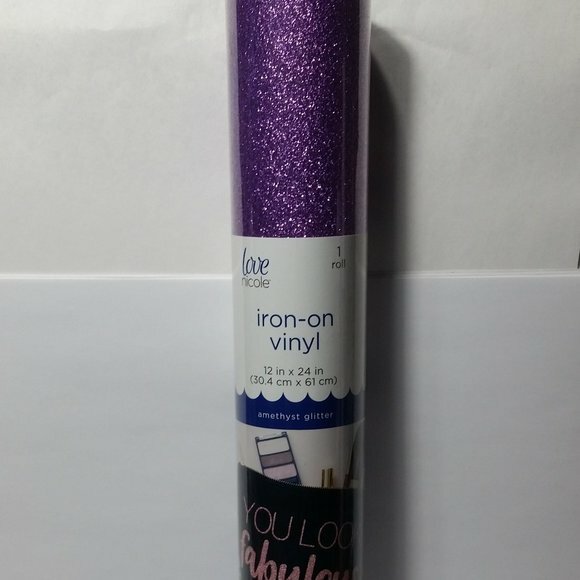 love
nicole
1
roll
iron-on
vinyl
12 in x 24 in
(30.4 cm x 61 cm)
amethyst glitter
YOU LOO
fabulou